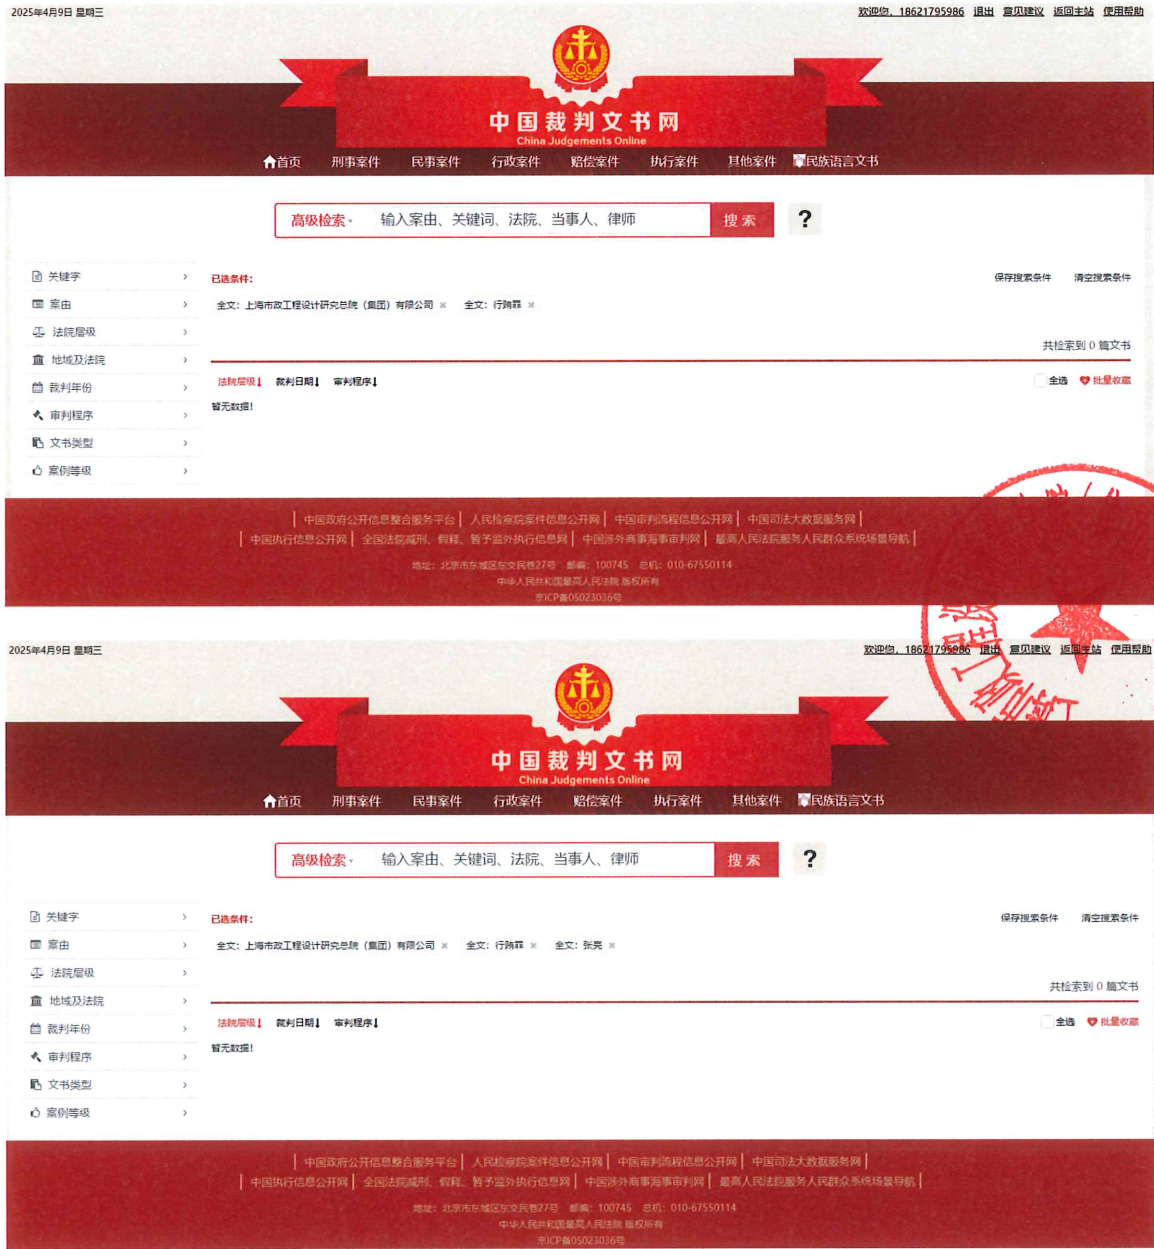 2025年4月9日 星期三
欢迎您，18621795986 退出 意见建议 返回主站 使用帮助
中国裁判文书网
China Judgements Online
首页 刑事案件 民事案件 行政案件 赔偿案件 执行案件 其他案件 民族语言文书
高级检索 输入案由、关键词、法院、当事人、律师 搜索 ?
关键字
已选条件：
保存搜索条件 清空搜索条件
案由
全文：上海市政工程设计研究总院（集团）有限公司 × 全文：行贿罪 ×
法院层级
共检索到 0 篇文书
地域及法院
裁判年份
法院层级↓ 裁判日期↓ 审判程序↓
全选 批量收藏
审判程序
暂无数据!
文书类型
案例等级
中国政府公开信息整合服务平台 | 人民检察院案件信息公开网 | 中国审判流程信息公开网 | 中国司法大数据服务网 |
中国执行信息公开网 | 全国法院减刑、假释、暂予监外执行信息网 | 中国涉外商事海事审判网 | 最高人民法院服务人民群众系统场景导航 |
地址：北京市东城区东交民巷27号 邮编：100745 总机：010-67550114
中华人民共和国最高人民法院 版权所有
京ICP备05023036号
2025年4月9日 星期三
欢迎您，18621795986 退出 意见建议 返回主站 使用帮助
中国裁判文书网
China Judgements Online
首页 刑事案件 民事案件 行政案件 赔偿案件 执行案件 其他案件 民族语言文书
高级检索 输入案由、关键词、法院、当事人、律师 搜索 ?
关键字
已选条件：
保存搜索条件 清空搜索条件
案由
全文：上海市政工程设计研究总院（集团）有限公司 × 全文：行贿罪 × 全文：张亮 ×
法院层级
共检索到 0 篇文书
地域及法院
裁判年份
法院层级↓ 裁判日期↓ 审判程序↓
全选 批量收藏
审判程序
暂无数据!
文书类型
案例等级
中国政府公开信息整合服务平台 | 人民检察院案件信息公开网 | 中国审判流程信息公开网 | 中国司法大数据服务网 |
中国执行信息公开网 | 全国法院减刑、假释、暂予监外执行信息网 | 中国涉外商事海事审判网 | 最高人民法院服务人民群众系统场景导航 |
地址：北京市东城区东交民巷27号 邮编：100745 总机：010-67550114
中华人民共和国最高人民法院 版权所有
京ICP备05023036号